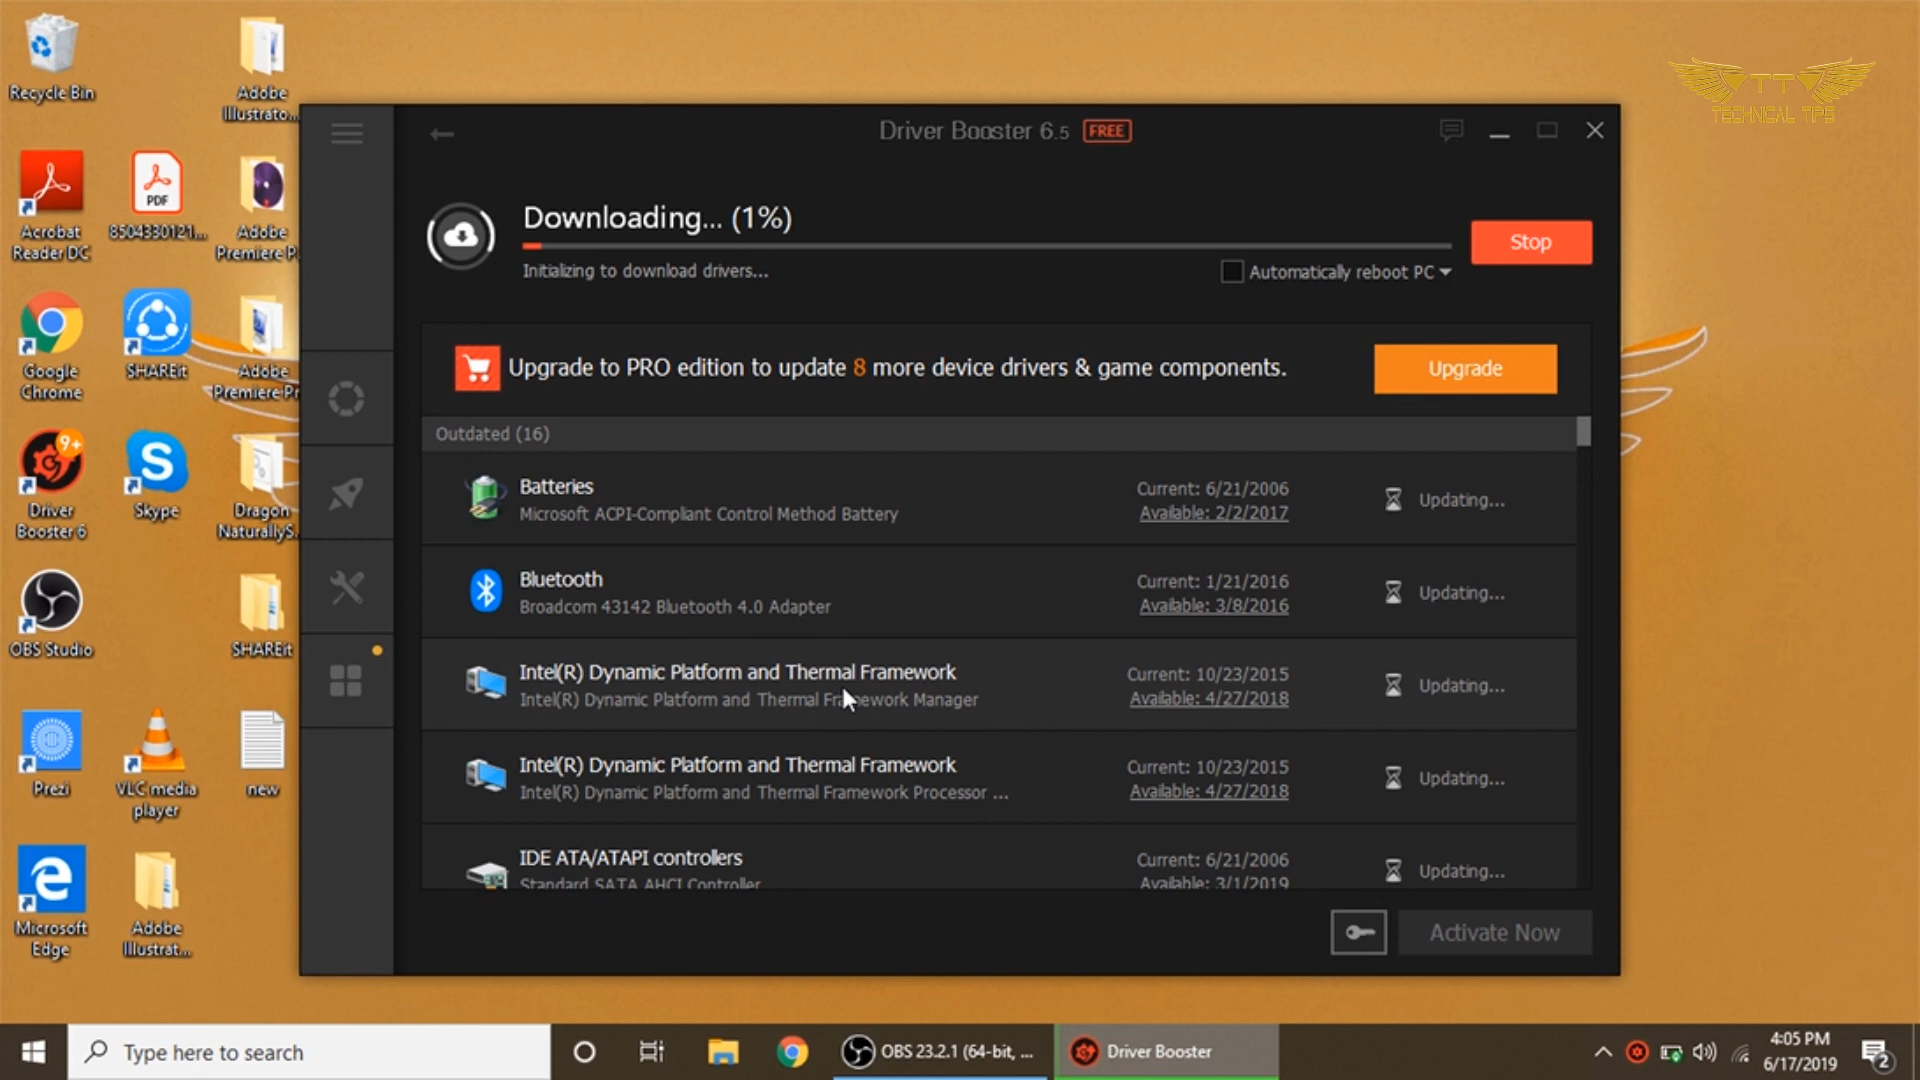 Recycle Bin
Adobe
Illustrato...
TT
TECHNICAL TIPS
Driver Booster 6.5 FREE
Downloading... (1%)
Stop
Initializing to download drivers...
Automatically reboot PC
Acrobat
Reader DC
PDF
8504330121...
Adobe
Premiere P
Upgrade to PRO edition to update 8 more device drivers & game components.
Upgrade
Google
Chrome
SHAREit
Adobe
Premiere Pr
Outdated (16)
Batteries
Microsoft ACPI-Compliant Control Method Battery
Current: 6/21/2006
Available: 2/2/2017
Updating...
9+
Driver
Booster 6
Skype
Dragon
NaturallyS...
Bluetooth
Broadcom 43142 Bluetooth 4.0 Adapter
Current: 1/21/2016
Available: 3/8/2016
Updating...
OBS Studio
SHAREit
Intel(R) Dynamic Platform and Thermal Framework
Intel(R) Dynamic Platform and Thermal Framework Manager
Current: 10/23/2015
Available: 4/27/2018
Updating...
Prezi
VLC media
player
new
Intel(R) Dynamic Platform and Thermal Framework
Intel(R) Dynamic Platform and Thermal Framework Processor ...
Current: 10/23/2015
Available: 4/27/2018
Updating...
Microsoft
Edge
Adobe
Illustrat...
IDE ATA/ATAPI controllers
Standard SATA AHCI Controller
Current: 6/21/2006
Available: 3/1/2019
Updating...
Activate Now
Type here to search
OBS 23.2.1 (64-bit, ...
Driver Booster
4:05 PM
6/17/2019
2